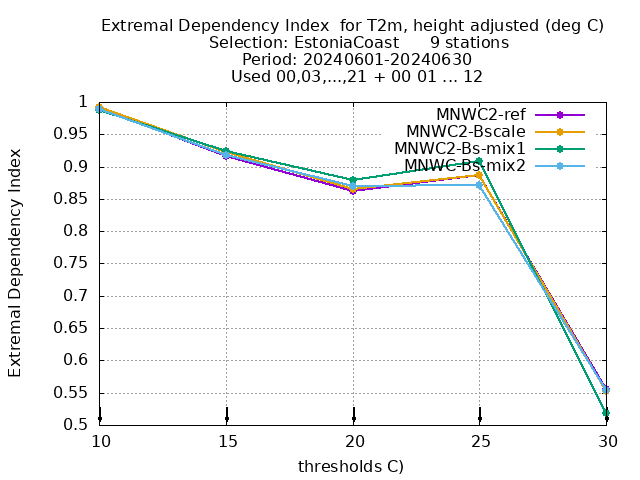 Extremal Dependency Index  for T2m, height adjusted (deg C)
Selection: EstoniaCoast      9 stations
Period: 20240601-20240630
Used 00,03,...,21 + 00 01 ... 12
MNWC2-ref
MNWC2-Bscale
MNWC2-Bs-mix1
MNWC-Bs-mix2
Extremal Dependency Index
1
0.95
0.9
0.85
0.8
0.75
0.7
0.65
0.6
0.55
0.5
10 15 20 25 30
thresholds C)